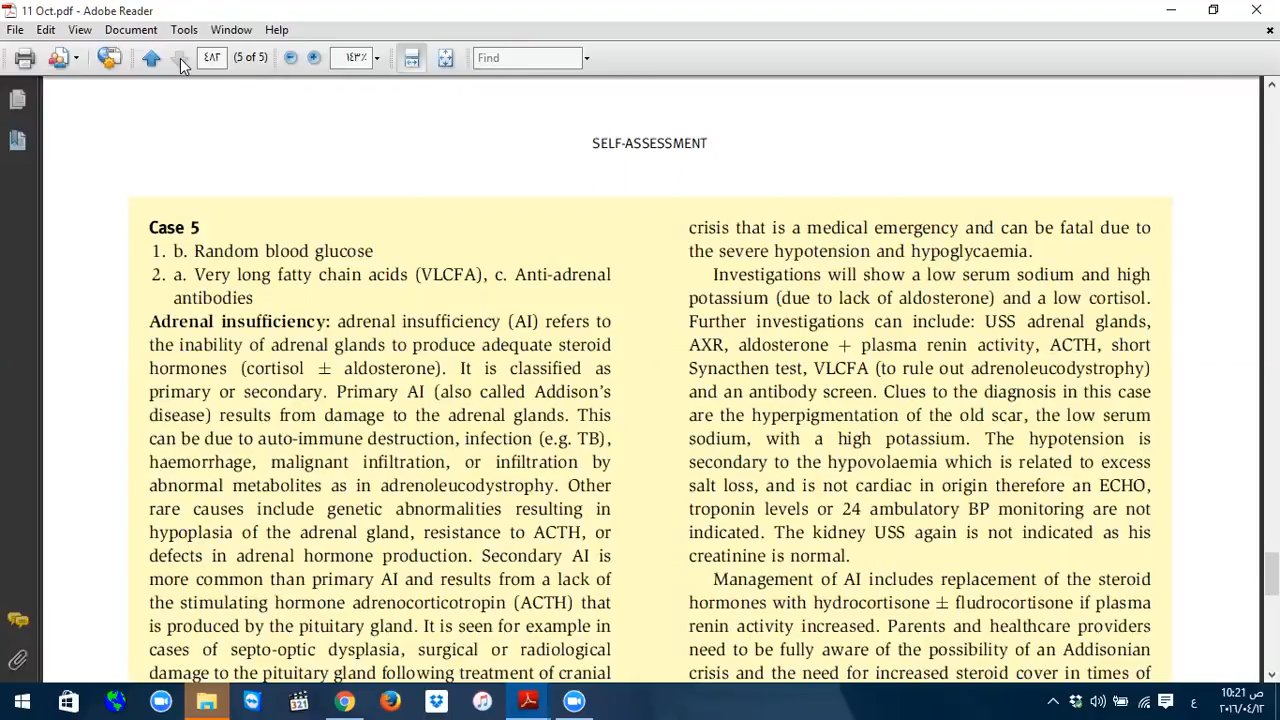 11 Oct.pdf - Adobe Reader
File Edit View Document Tools Window Help
٤٨٣ (5 of 5) ١٤٣٪ Find
SELF-ASSESSMENT
Case 5
1. b. Random blood glucose
2. a. Very long fatty chain acids (VLCFA), c. Anti-adrenal
antibodies
Adrenal insufficiency: adrenal insufficiency (AI) refers to
the inability of adrenal glands to produce adequate steroid
hormones (cortisol ± aldosterone). It is classified as
primary or secondary. Primary AI (also called Addison's
disease) results from damage to the adrenal glands. This
can be due to auto-immune destruction, infection (e.g. TB),
haemorrhage, malignant infiltration, or infiltration by
abnormal metabolites as in adrenoleucodystrophy. Other
rare causes include genetic abnormalities resulting in
hypoplasia of the adrenal gland, resistance to ACTH, or
defects in adrenal hormone production. Secondary AI is
more common than primary AI and results from a lack of
the stimulating hormone adrenocorticotropin (ACTH) that
is produced by the pituitary gland. It is seen for example in
cases of septo-optic dysplasia, surgical or radiological
damage to the pituitary gland following treatment of cranial
crisis that is a medical emergency and can be fatal due to
the severe hypotension and hypoglycaemia.
Investigations will show a low serum sodium and high
potassium (due to lack of aldosterone) and a low cortisol.
Further investigations can include: USS adrenal glands,
AXR, aldosterone + plasma renin activity, ACTH, short
Synacthen test, VLCFA (to rule out adrenoleucodystrophy)
and an antibody screen. Clues to the diagnosis in this case
are the hyperpigmentation of the old scar, the low serum
sodium, with a high potassium. The hypotension is
secondary to the hypovolaemia which is related to excess
salt loss, and is not cardiac in origin therefore an ECHO,
troponin levels or 24 ambulatory BP monitoring are not
indicated. The kidney USS again is not indicated as his
creatinine is normal.
Management of AI includes replacement of the steroid
hormones with hydrocortisone ± fludrocortisone if plasma
renin activity increased. Parents and healthcare providers
need to be fully aware of the possibility of an Addisonian
crisis and the need for increased steroid cover in times of
321
ع
10:21 ص
٢٠١٦/٠٤/١٢